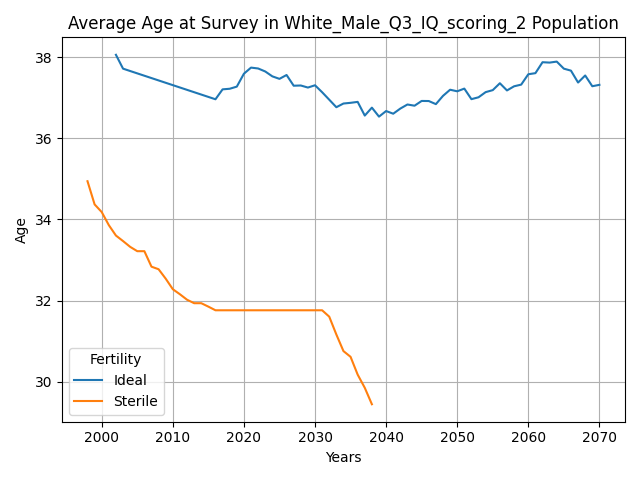 Average Age at Survey in White_Male_Q3_IQ_scoring_2 Population
38
36
34
32
30
Age
Fertility
Ideal
Sterile
2000 2010 2020 2030 2040 2050 2060 2070
Years